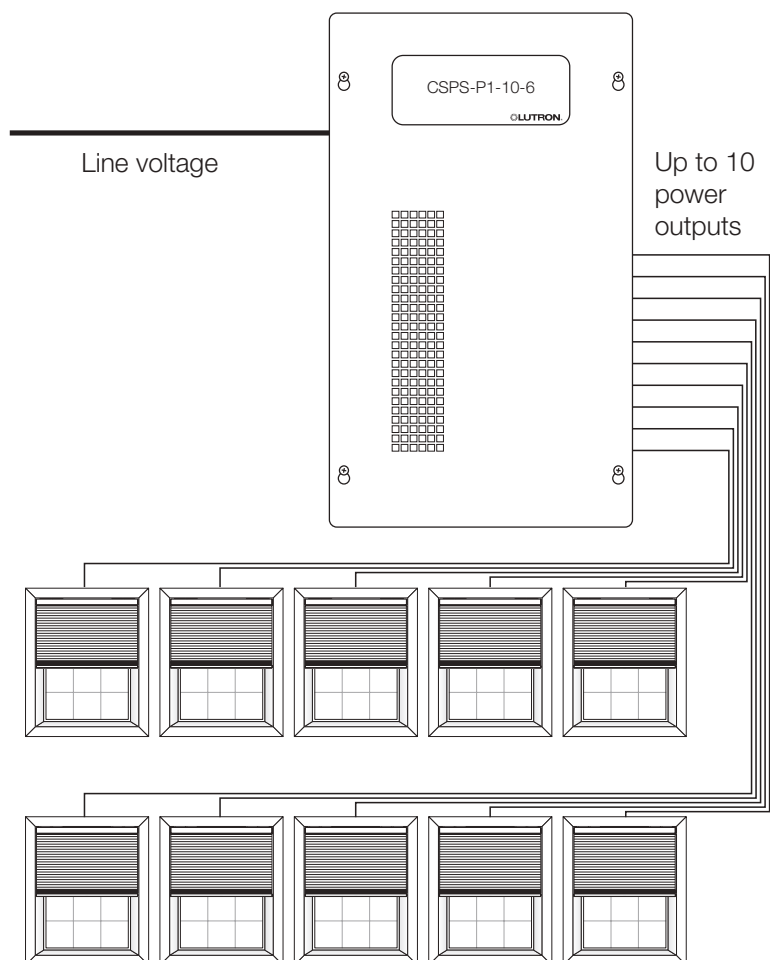 CSPS-P1-10-6
LUTRON
Line voltage
Up to 10
power
outputs